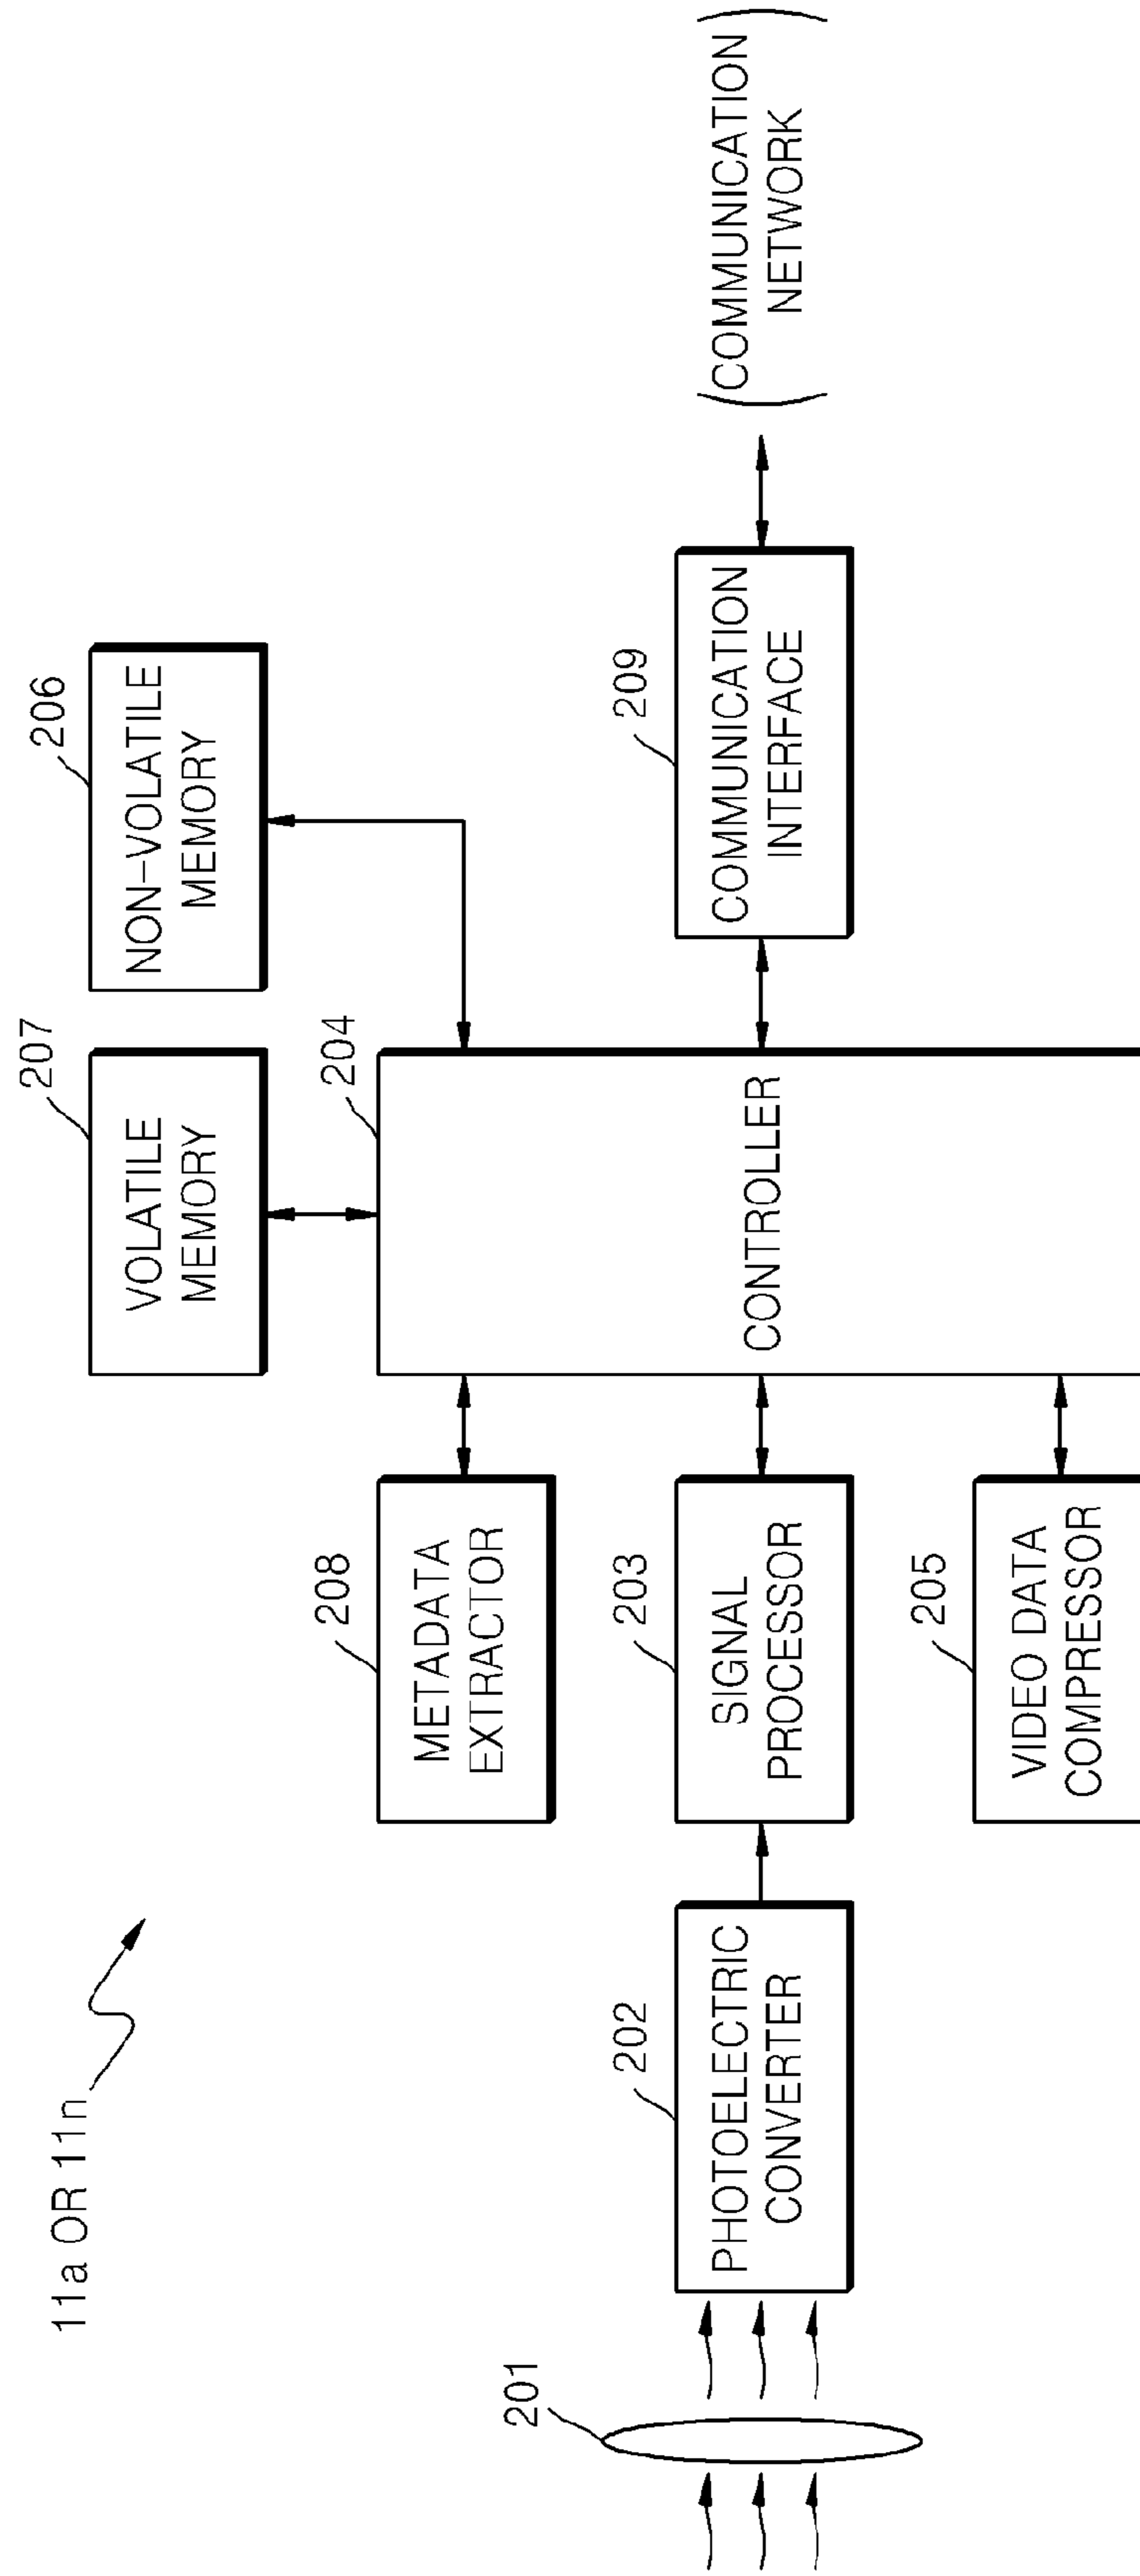 11a OR 11n
207
VOLATILE
MEMORY
206
NON-VOLATILE
MEMORY
208
METADATA
EXTRACTOR
204
CONTROLLER
201
202
PHOTOELECTRIC
CONVERTER
203
SIGNAL
PROCESSOR
209
COMMUNICATION
INTERFACE
(COMMUNICATION
NETWORK)
205
VIDEO DATA
COMPRESSOR